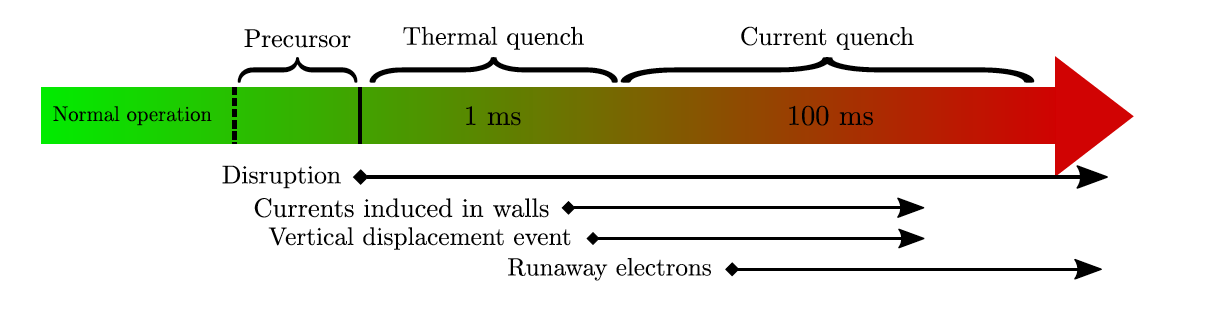 Precursor
Thermal quench
Current quench
Normal operation
1 ms
100 ms
Disruption
Currents induced in walls
Vertical displacement event
Runaway electrons